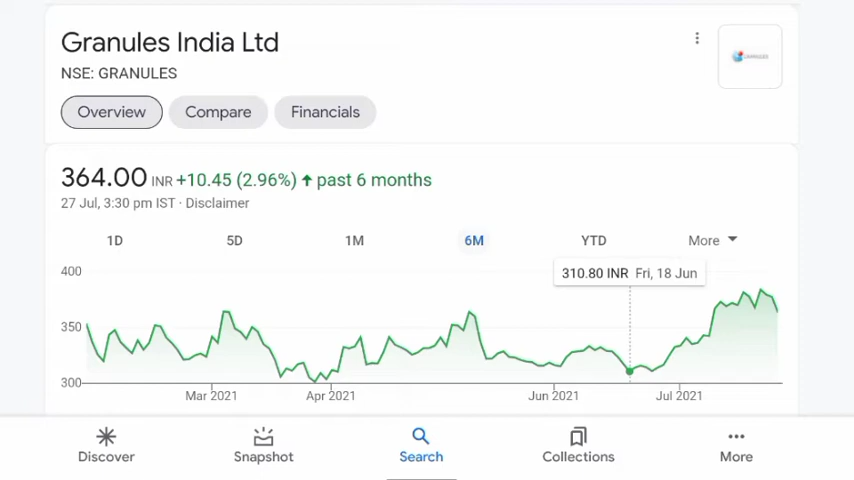 Granules India Ltd
NSE: GRANULES
GRANULES
Overview Compare Financials
364.00 INR +10.45 (2.96%) ↑ past 6 months
27 Jul, 3:30 pm IST · Disclaimer
1D 5D 1M 6M YTD More
310.80 INR Fri, 18 Jun
400
350
300
Mar 2021 Apr 2021 Jun 2021 Jul 2021
Discover Snapshot Search Collections More